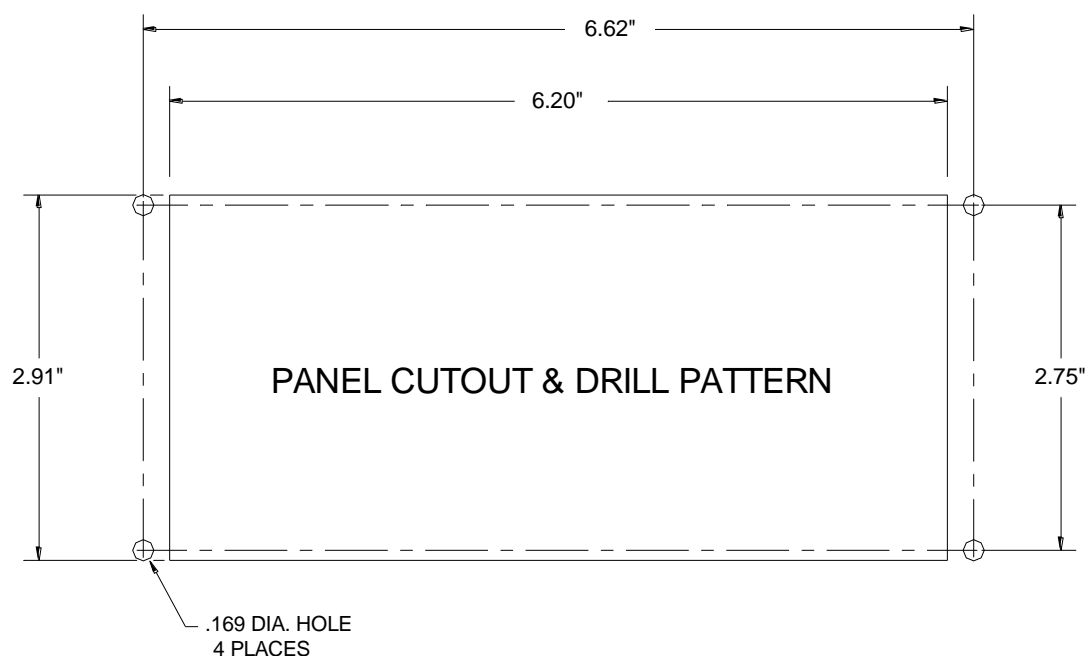 6.62"
6.20"
2.91"
PANEL CUTOUT & DRILL PATTERN
2.75"
.169 DIA. HOLE
4 PLACES